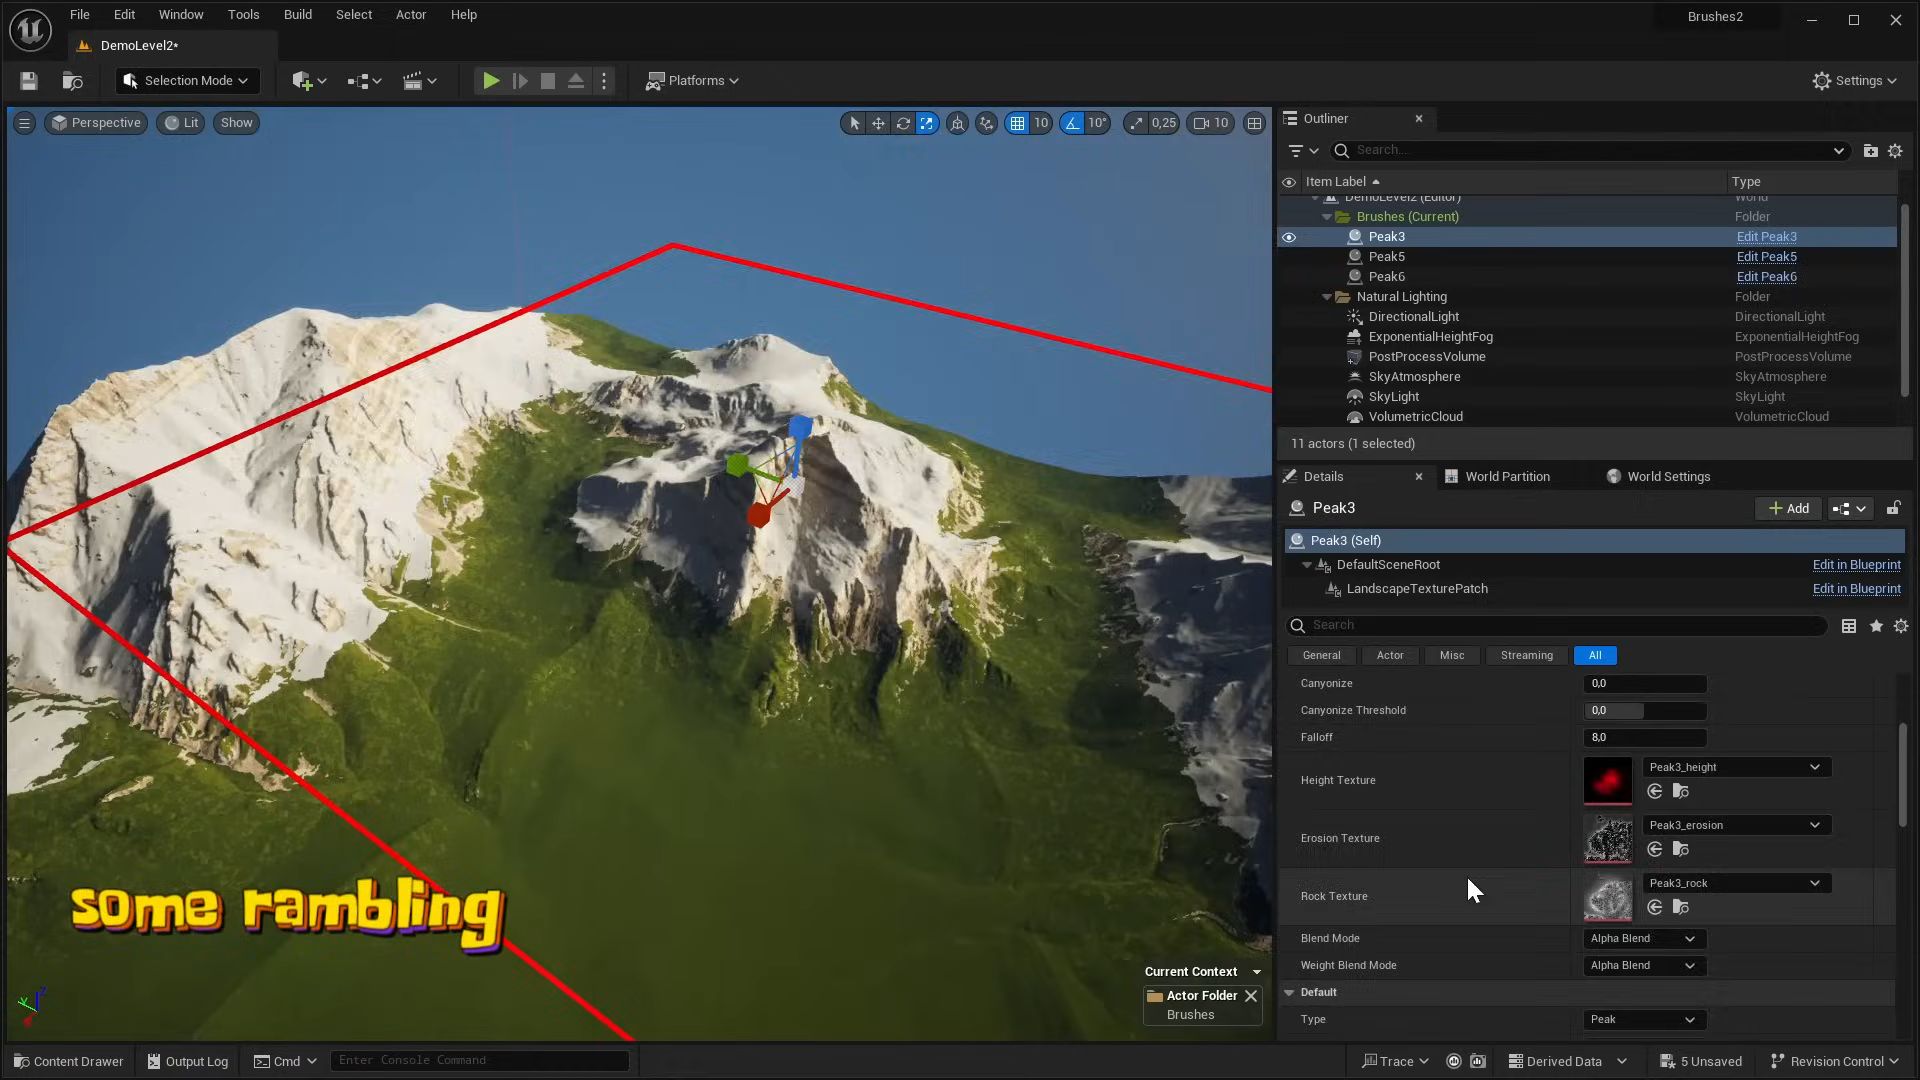 File Edit Window Tools Build Select Actor Help
Brushes2
DemoLevel2*
Selection Mode
Platforms
Settings
Perspective Lit Show
10 10° 0,25 10
Outliner
Search...
Item Label Type
DemoLevel2 (Editor) World
Brushes (Current) Folder
Peak3 Edit Peak3
Peak5 Edit Peak5
Peak6 Edit Peak6
Natural Lighting Folder
DirectionalLight DirectionalLight
ExponentialHeightFog ExponentialHeightFog
PostProcessVolume PostProcessVolume
SkyAtmosphere SkyAtmosphere
SkyLight SkyLight
VolumetricCloud VolumetricCloud
11 actors (1 selected)
Details World Partition World Settings
Peak3 Add
Peak3 (Self)
DefaultSceneRoot Edit in Blueprint
LandscapeTexturePatch Edit in Blueprint
Search
General Actor Misc Streaming All
Canyonize 0,0
Canyonize Threshold 0,0
Falloff 8,0
Height Texture Peak3_height
Erosion Texture Peak3_erosion
Rock Texture Peak3_rock
Blend Mode Alpha Blend
Weight Blend Mode Alpha Blend
Default
Type Peak
some rambling
Current Context
Actor Folder
Brushes
Z
Y
Content Drawer Output Log Cmd Enter Console Command Trace Derived Data 5 Unsaved Revision Control